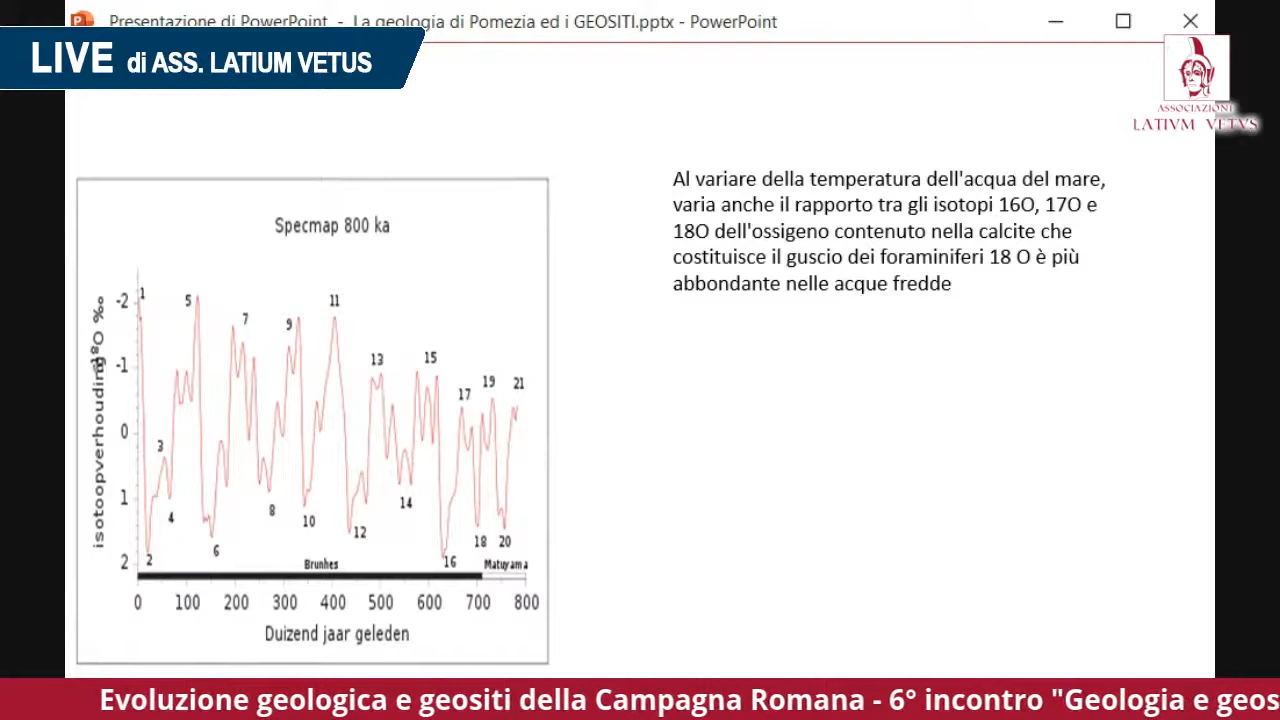 Presentazione di PowerPoint - La geologia di Pomezia ed i GEOSITI.pptx - PowerPoint
LIVE di ASS. LATIUM VETUS
ASSOCIAZIONE
LATIVM VETVS
Al variare della temperatura dell'acqua del mare,
varia anche il rapporto tra gli isotopi 16O, 17O e
18O dell'ossigeno contenuto nella calcite che
costituisce il guscio dei foraminiferi 18 O è più
abbondante nelle acque fredde
Specmap 800 ka
isotoopverhouding ¹⁸O ‰
-2
-1
0
1
2
1
2
3
4
5
6
7
8
9
10
11
12
13
14
15
16
17
18
19
20
21
Brunhes
Matuyama
0 100 200 300 400 500 600 700 800
Duizend jaar geleden
Evoluzione geologica e geositi della Campagna Romana - 6° incontro "Geologia e geos